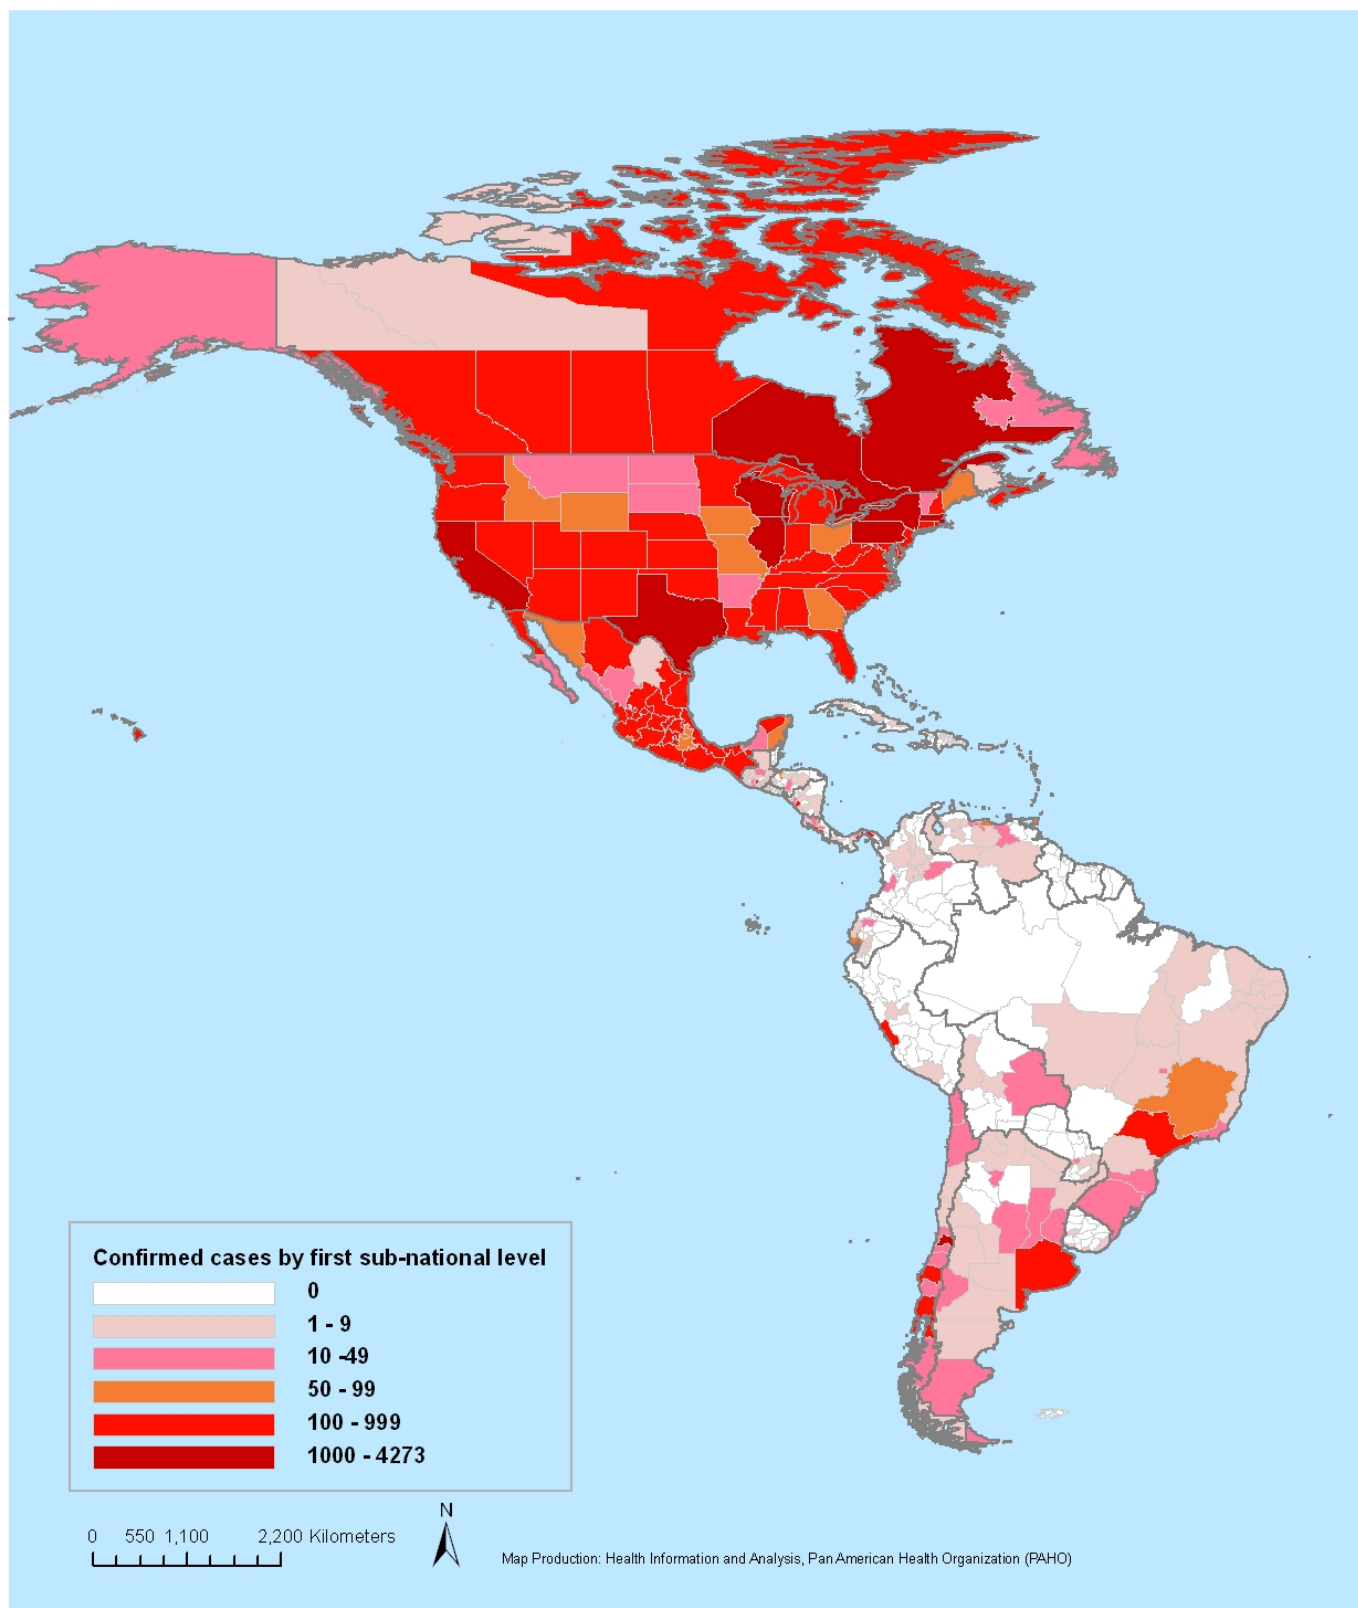 Confirmed cases by first sub-national level
0
1 - 9
10 -49
50 - 99
100 - 999
1000 - 4273
N
0 550 1,100 2,200 Kilometers
Map Production: Health Information and Analysis, Pan American Health Organization (PAHO)